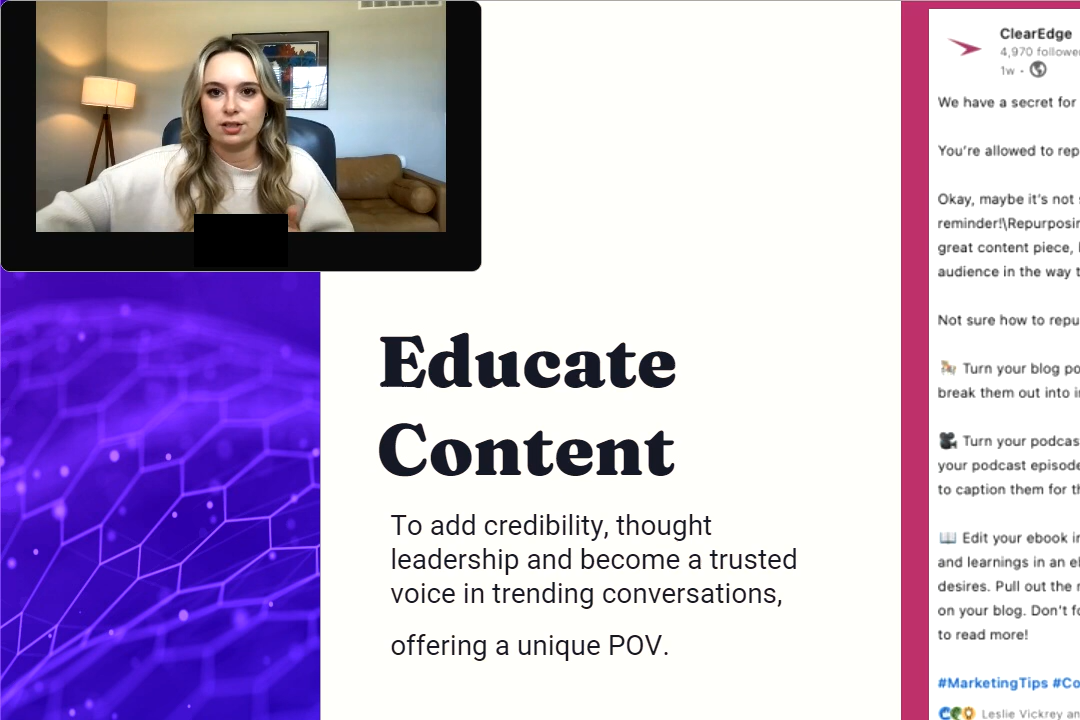 Educate
Content
To add credibility, thought
leadership and become a trusted
voice in trending conversations,
offering a unique POV.
ClearEdge
4,970 followe
1w •
We have a secret for
You're allowed to rep
Okay, maybe it's not
reminder!\Repurposin
great content piece,
audience in the way t
Not sure how to repu
Turn your blog po
break them out into i
Turn your podcas
your podcast episode
to caption them for th
Edit your ebook i
and learnings in an e
desires. Pull out the
on your blog. Don't fo
to read more!
#MarketingTips #Co
Leslie Vickrey an